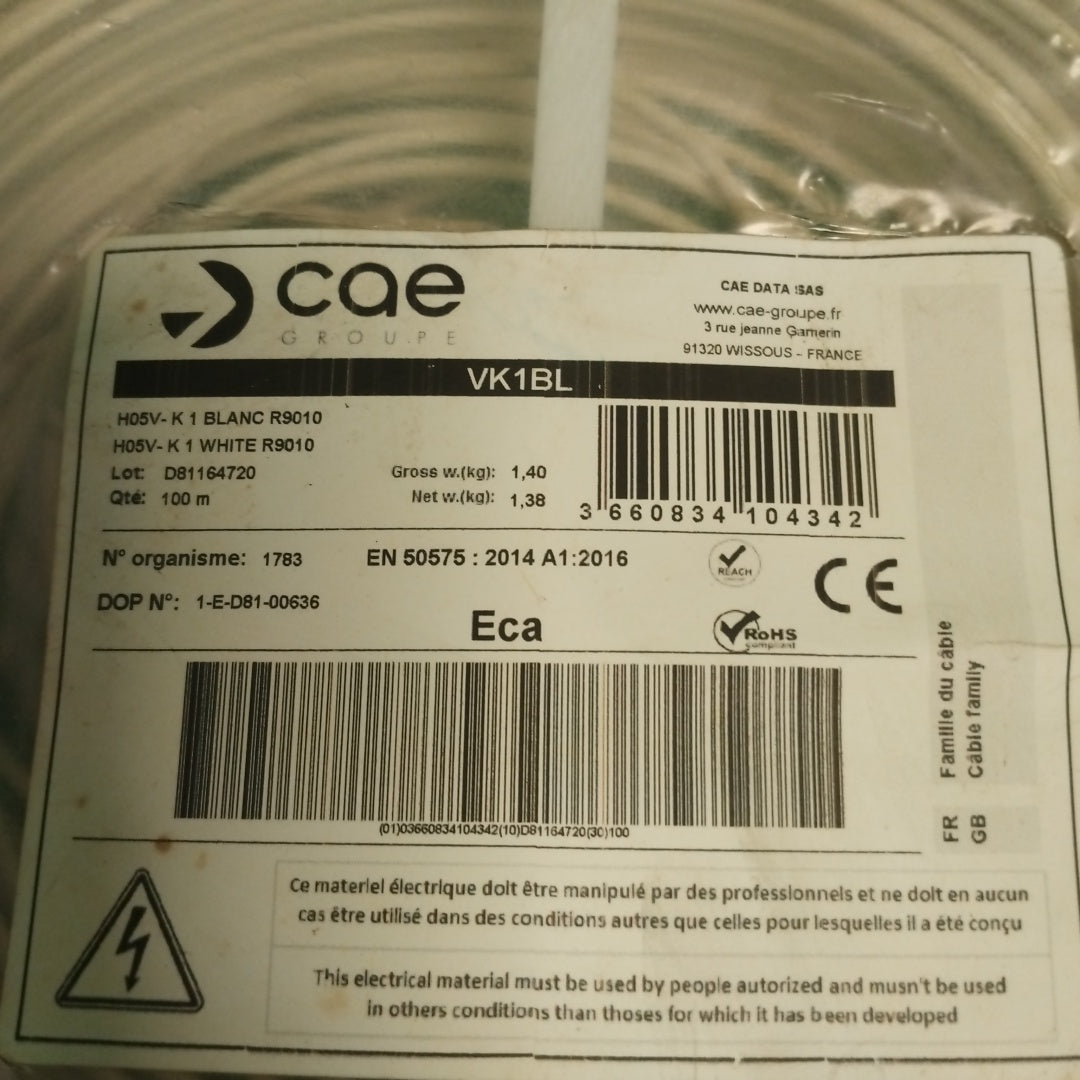 cae
GROUPE
CAE DATA SAS
www.cae-groupe.fr
3 rue jeanne Garnerin
91320 WISSOUS - FRANCE
VK1BL
H05V- K 1 BLANC R9010
H05V- K 1 WHITE R9010
Lot: D81164720
Qté: 100 m
Gross w.(kg): 1,40
Net w.(kg): 1,38
3 660834 104342
N° organisme: 1783
EN 50575 : 2014 A1:2016
REACH
CE
DOP N°: 1-E-D81-00636
Eca
RoHS
compliant
(01)03660834104342(10)D81164720(30)100
FR Famille du câble
GB Câble family
Ce materiel électrique doit être manipulé par des professionnels et ne doit en aucun
cas être utilisé dans des conditions autres que celles pour lesquelles il a été conçu
This electrical material must be used by people autorized and musn't be used
in others conditions than thoses for which it has been developed